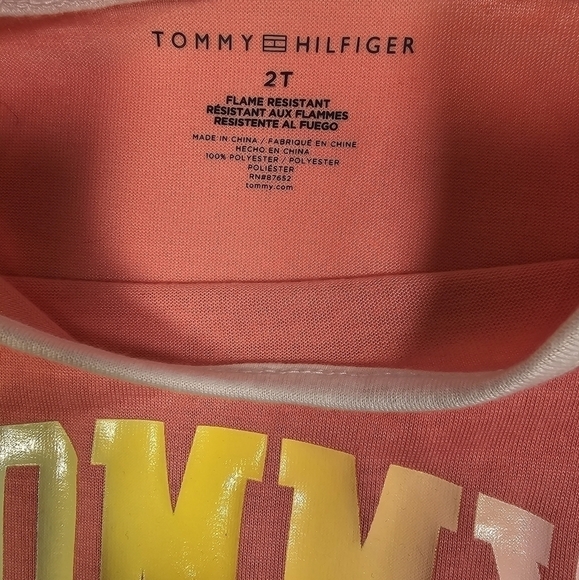 TOMMY HILFIGER
2T
FLAME RESISTANT
RÉSISTANT AUX FLAMMES
RESISTENTE AL FUEGO
MADE IN CHINA / FABRIQUÉ EN CHINE
HECHO EN CHINA
100% POLYESTER / POLYESTER
POLIÉSTER
RN#87652
tommy.com
OMMY